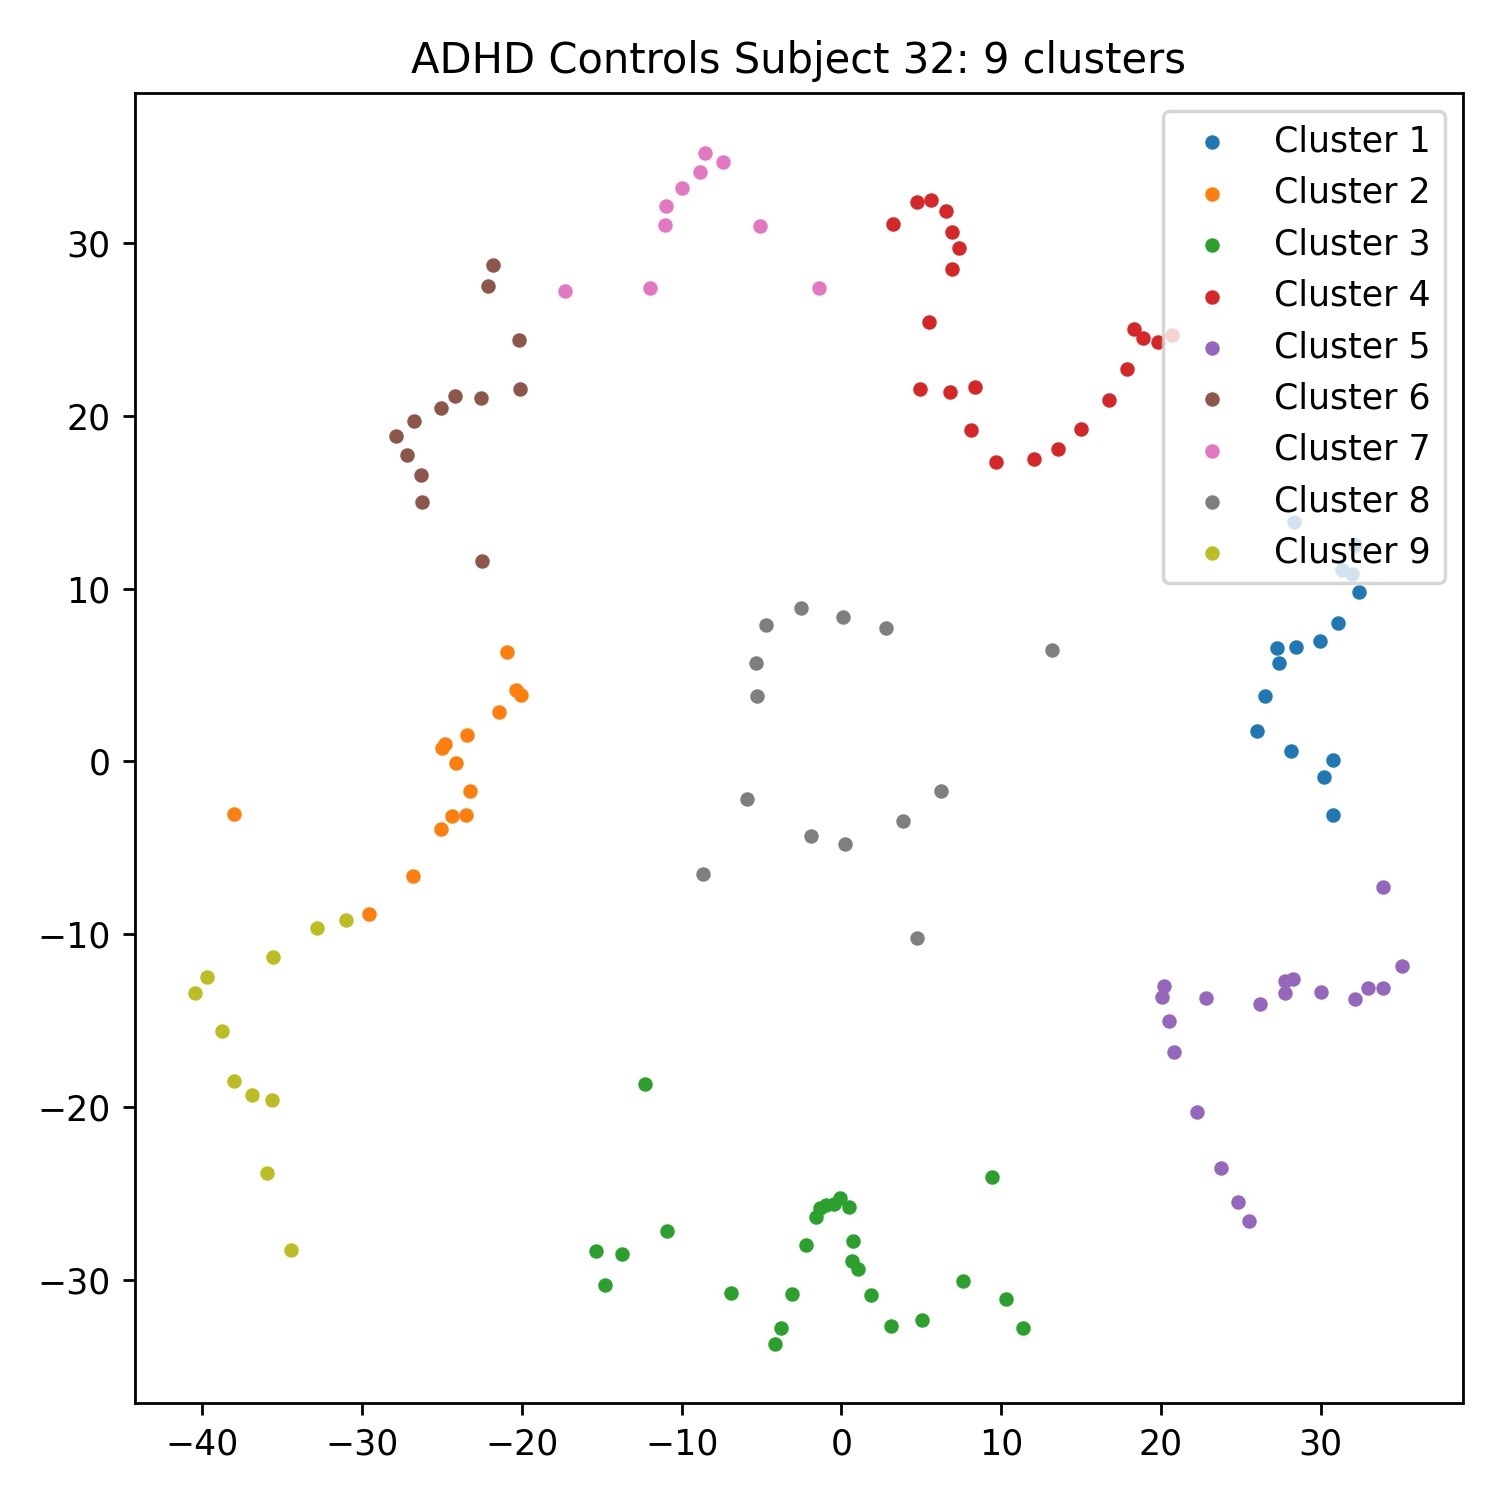 ADHD Controls Subject 32: 9 clusters
Cluster 1
Cluster 2
Cluster 3
Cluster 4
Cluster 5
Cluster 6
Cluster 7
Cluster 8
Cluster 9
30
20
10
0
−10
−20
−30
−40 −30 −20 −10 0 10 20 30